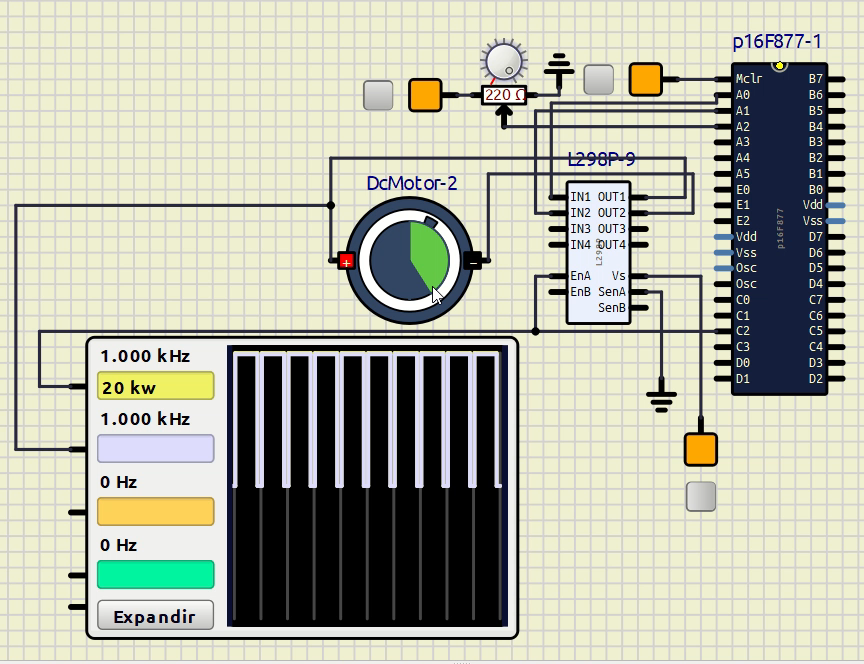 p16F877-1
220 Ω
L298P-9
DcMotor-2
Mclr B7
A0 B6
A1 B5
A2 B4
A3 B3
A4 B2
A5 B1
E0 B0
E1 Vdd
E2 Vss
Vdd D7
Vss D6
Osc D5
Osc D4
C0 C7
C1 C6
C2 C5
C3 C4
D0 D3
D1 D2
p16F877
IN1 OUT1
IN2 OUT2
IN3 OUT3
IN4 OUT4
EnA Vs
EnB SenA
SenB
+
-
1.000 kHz
20 kw
1.000 kHz
0 Hz
0 Hz
Expandir